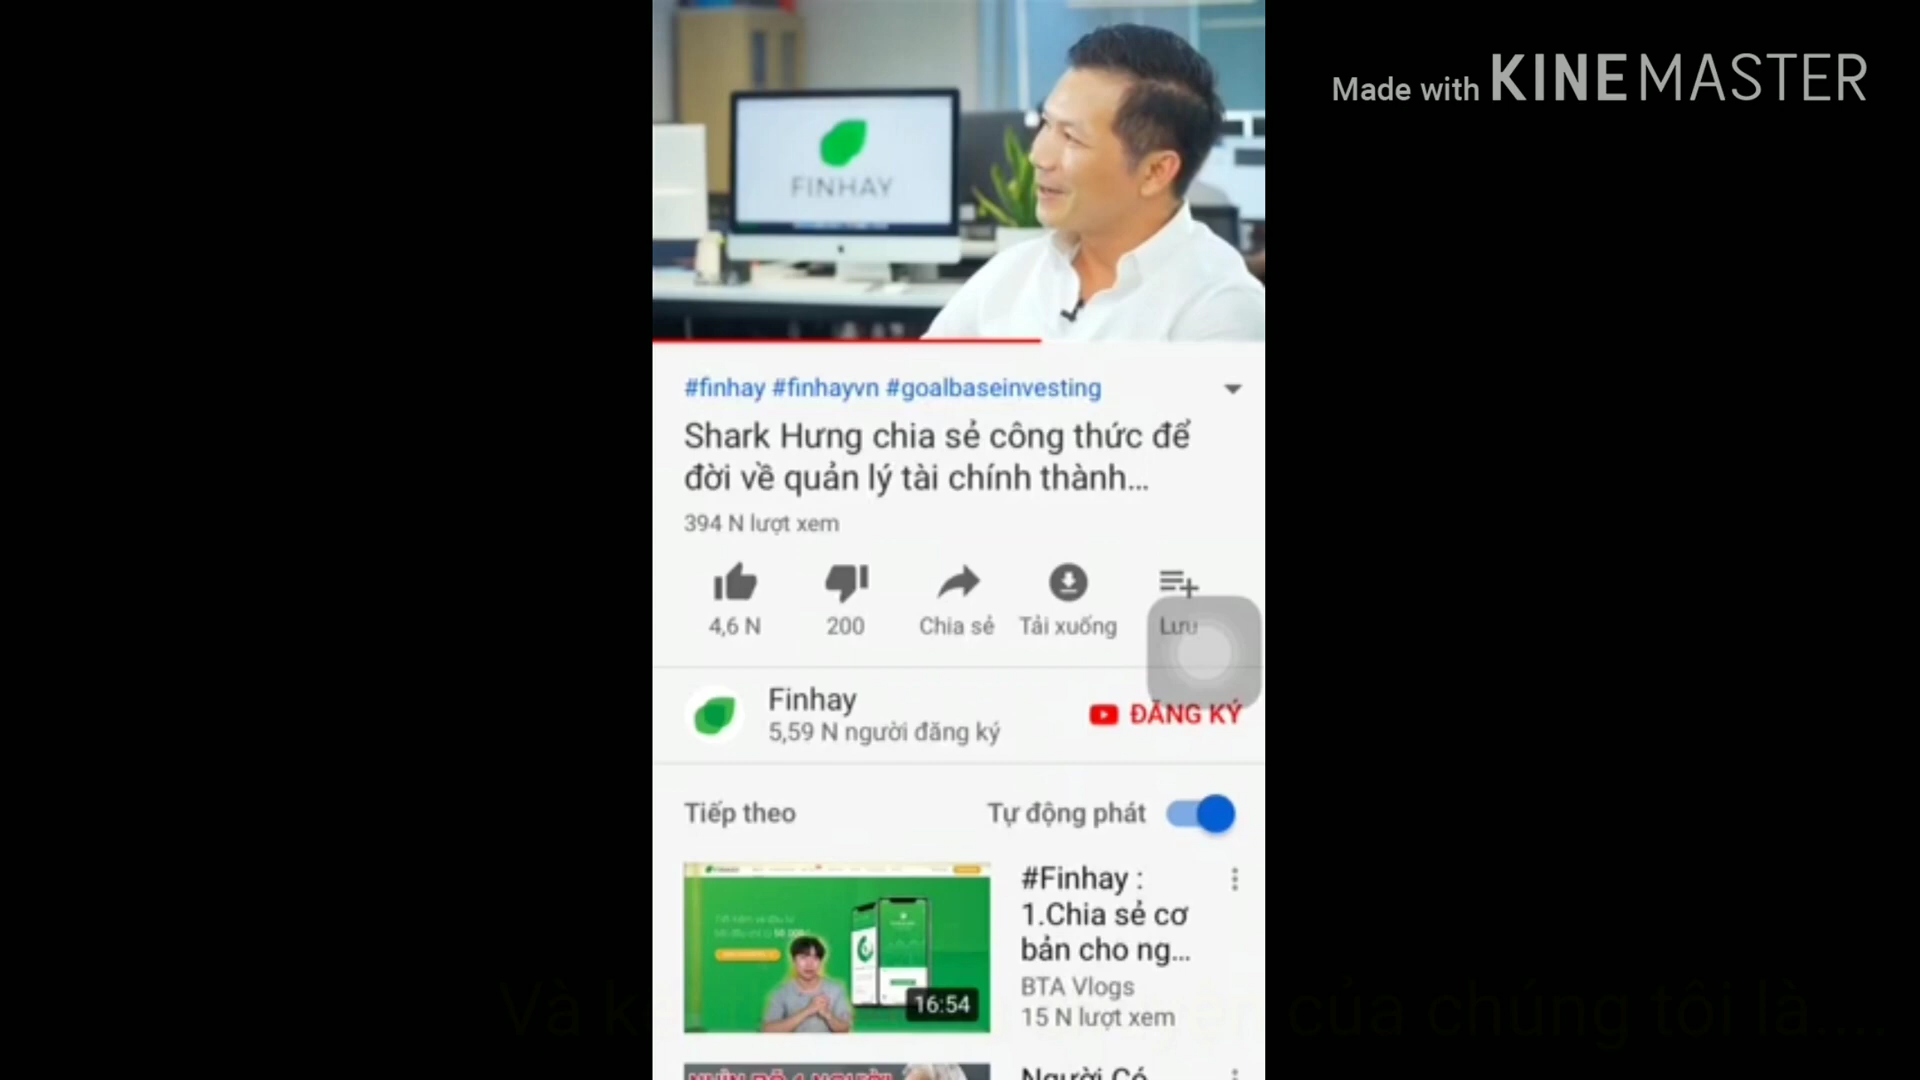 Made with KINEMASTER
FINHAY
#finhay #finhayvn #goalbaseinvesting
Shark Hưng chia sẻ công thức để
đời về quản lý tài chính thành...
394 N lượt xem
4,6 N
200
Chia sẻ
Tải xuống
Lưu
Finhay
5,59 N người đăng ký
ĐĂNG KÝ
Tiếp theo
Tự động phát
#Finhay :
1.Chia sẻ cơ
bản cho ng...
BTA Vlogs
15 N lượt xem
16:54
Và của chúng tôi là....
Người Có